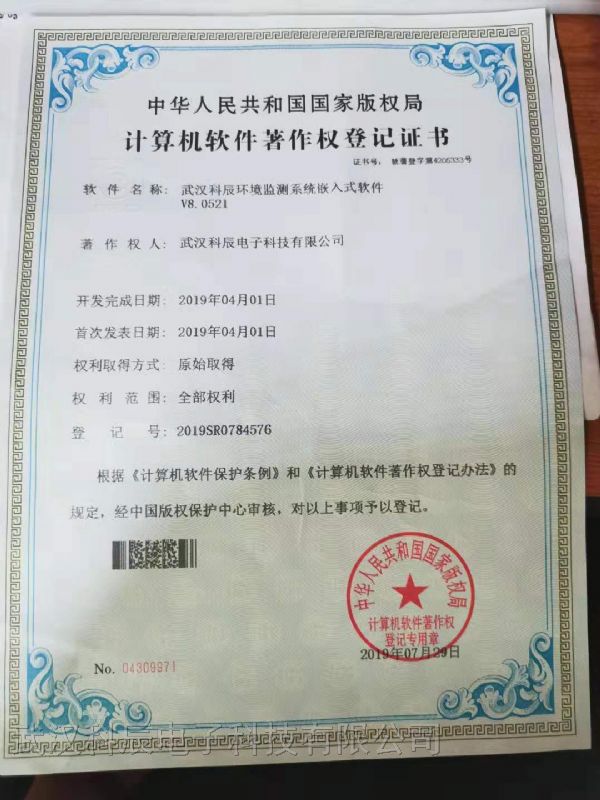 中华人民共和国国家版权局
计算机软件著作权登记证书
证书号： 软著登字第4205333号
软件名称： 武汉科辰环境监测系统嵌入式软件
V8.0521
著作权人： 武汉科辰电子科技有限公司
开发完成日期： 2019年04月01日
首次发表日期： 2019年04月01日
权利取得方式： 原始取得
权利范围： 全部权利
登记号： 2019SR0784576
根据《计算机软件保护条例》和《计算机软件著作权登记办法》的
规定，经中国版权保护中心审核，对以上事项予以登记。
中华人民共和国国家版权局
计算机软件著作权
登记专用章
2019年07月29日
No. 04309971
武汉科辰电子科技有限公司